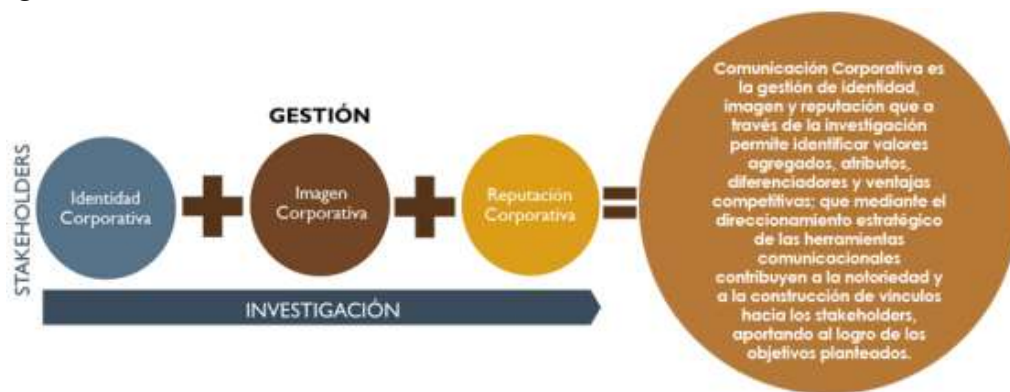 STAKEHOLDERS
GESTIÓN
Identidad
Corporativa
Imagen
Corporativa
Reputación
Corporativa
INVESTIGACIÓN
Comunicación Corporativa es
la gestión de identidad,
imagen y reputación que a
través de la investigación
permite identificar valores
agregados, atributos,
diferenciadores y ventajas
competitivas; que mediante el
direccionamiento estratégico
de las herramientas
comunicacionales
contribuyen a la notoriedad y
a la construcción de vínculos
hacia los stakeholders,
aportando al logro de los
objetivos planteados.